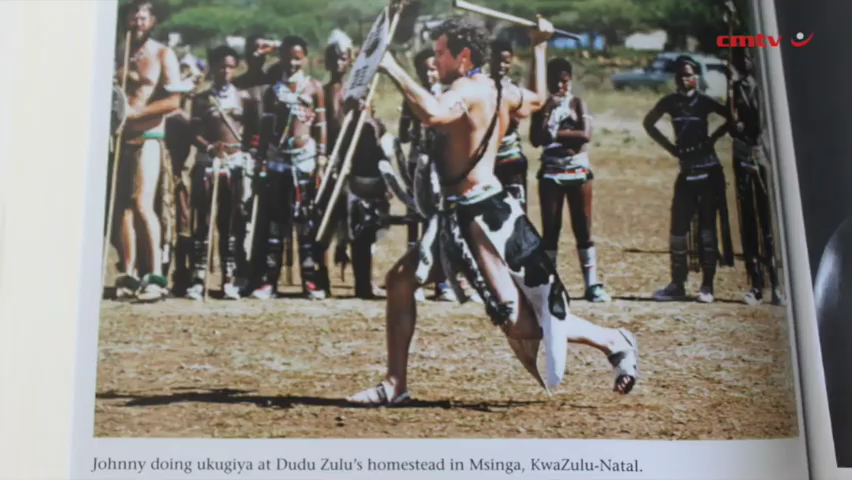 cmtv
Johnny doing ukugiya at Dudu Zulu's homestead in Msinga, KwaZulu-Natal.